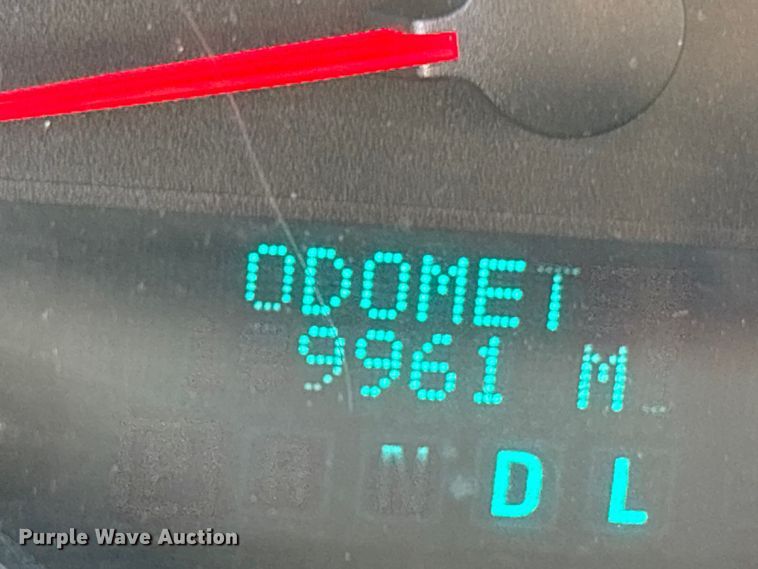 ODOMET
9961 M
N D L
Purple Wave Auction